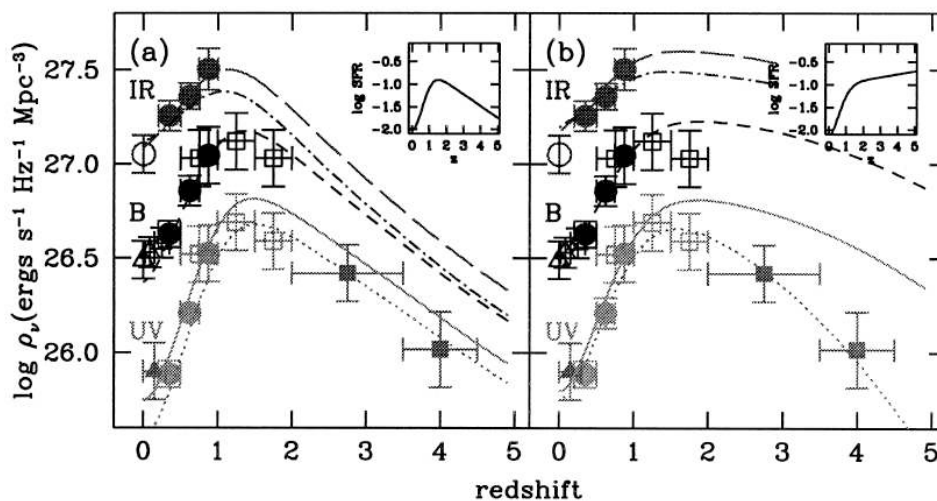 log ρν(ergs s⁻¹ Hz⁻¹ Mpc⁻³)
27.5
27.0
26.5
26.0
(a)
IR
B
UV
log SFR
-0.5
-1.0
-1.5
-2.0
0 1 2 3 4 5
z
0 1 2 3 4 5
(b)
IR
B
UV
log SFR
-0.5
-1.0
-1.5
-2.0
0 1 2 3 4 5
z
0 1 2 3 4 5
redshift